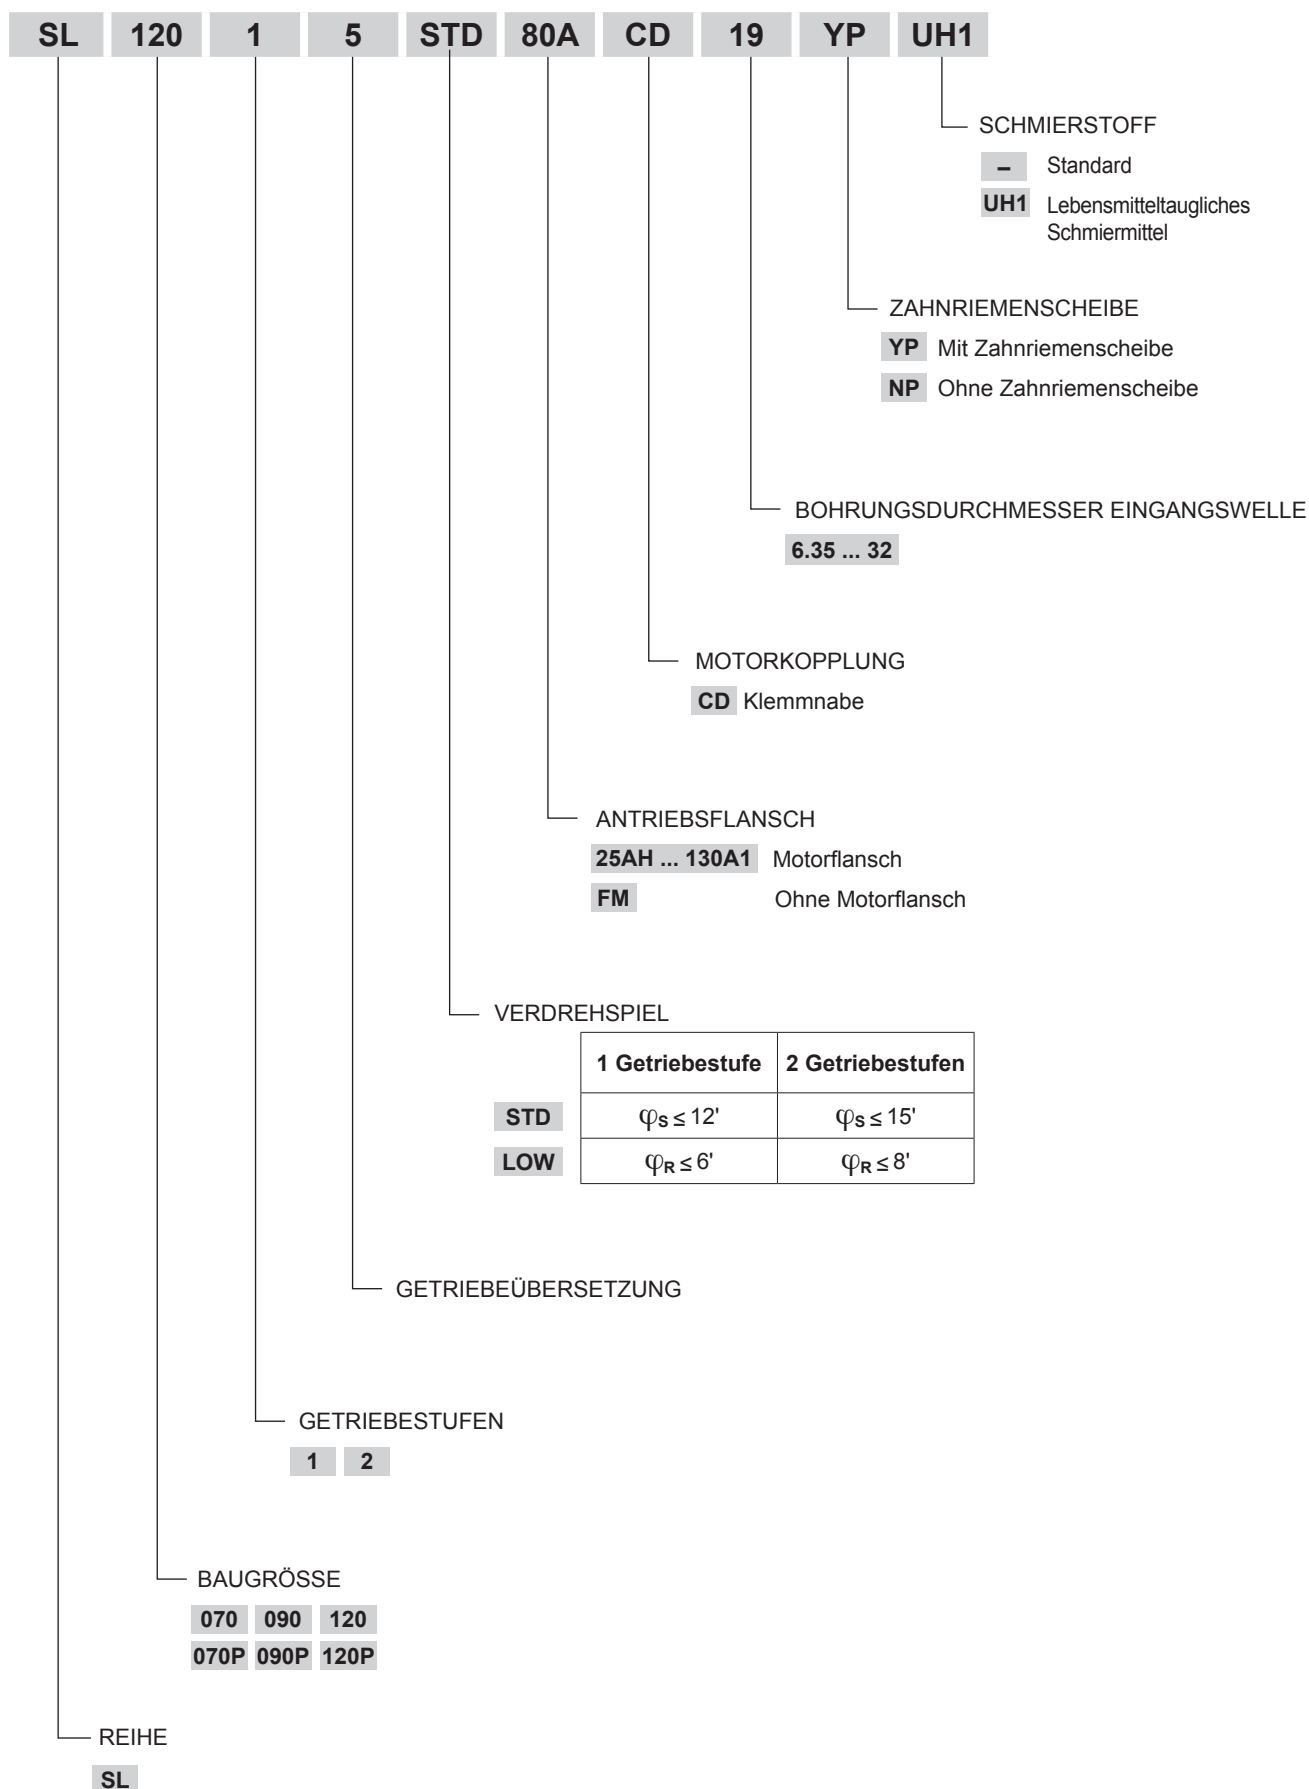 SL 120 1 5 STD 80A CD 19 YP UH1
SCHMIERSTOFF
– Standard
UH1 Lebensmitteltaugliches
Schmiermittel
ZAHNRIEMENSCHEIBE
YP Mit Zahnriemenscheibe
NP Ohne Zahnriemenscheibe
BOHRUNGSDURCHMESSER EINGANGSWELLE
6.35 ... 32
MOTORKOPPLUNG
CD Klemmnabe
ANTRIEBSFLANSCH
25AH ... 130A1 Motorflansch
FM Ohne Motorflansch
VERDREHSPIEL
1 Getriebestufe 2 Getriebestufen
STD φS ≤ 12' φS ≤ 15'
LOW φR ≤ 6' φR ≤ 8'
GETRIEBEÜBERSETZUNG
GETRIEBESTUFEN
1 2
BAUGRÖSSE
070 090 120
070P 090P 120P
REIHE
SL